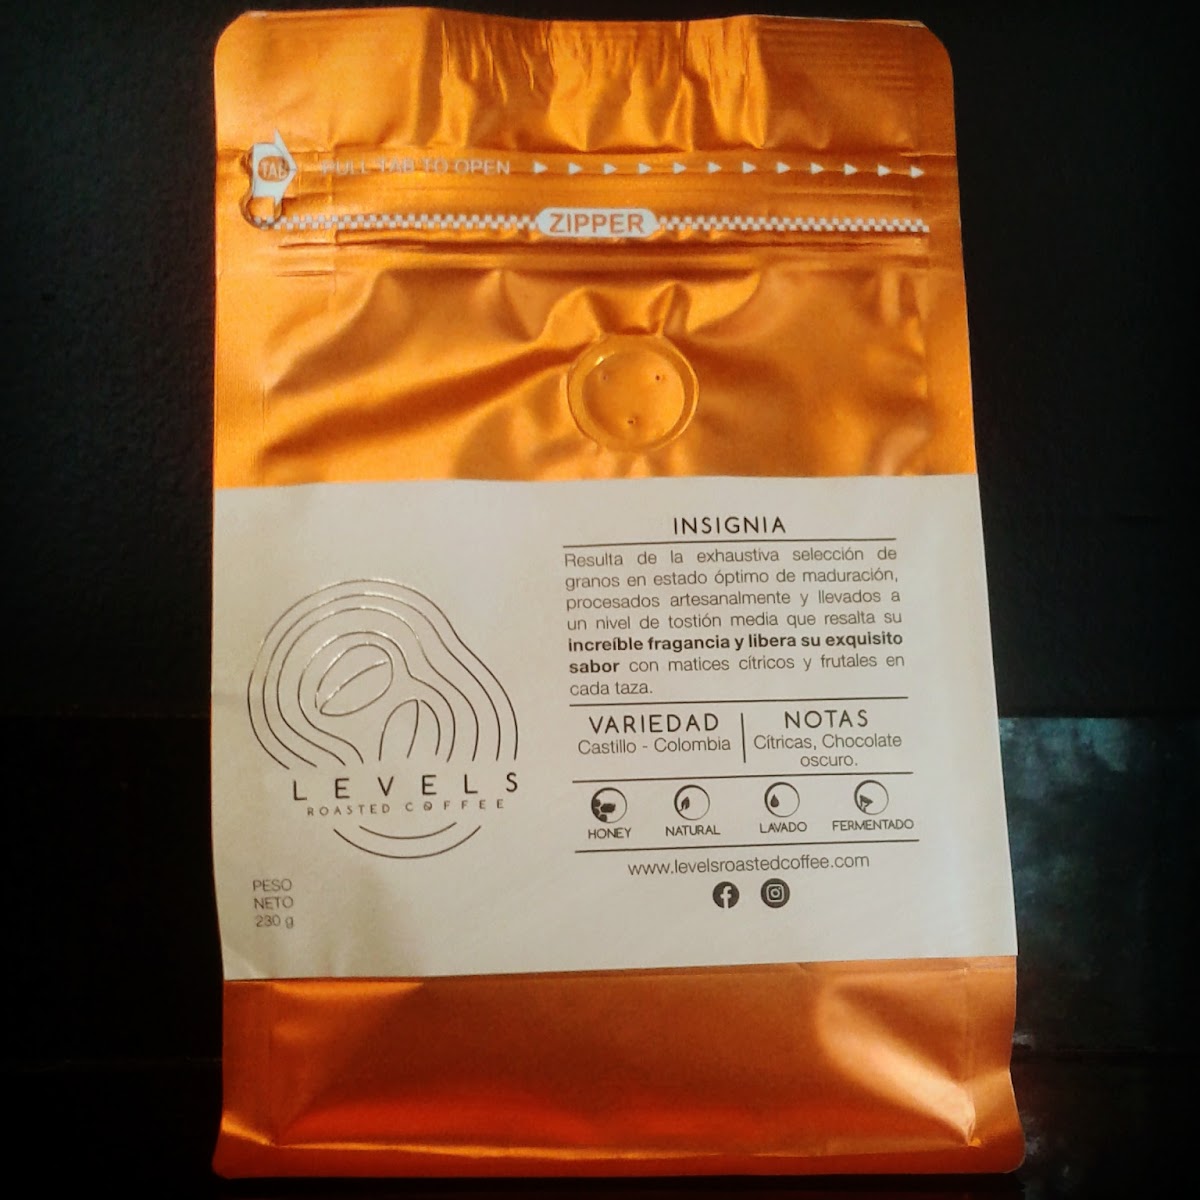 TAB
PULL TAB TO OPEN
ZIPPER
INSIGNIA
Resulta de la exhaustiva selección de
granos en estado óptimo de maduración,
procesados artesanalmente y llevados a
un nivel de tostión media que resalta su
increíble fragancia y libera su exquisito
sabor con matices cítricos y frutales en
cada taza.
VARIEDAD
Castillo - Colombia
NOTAS
Cítricas, Chocolate
oscuro.
HONEY
NATURAL
LAVADO
FERMENTADO
www.levelsroastedcoffee.com
LEVELS
ROASTED COFFEE
PESO
NETO
230 g